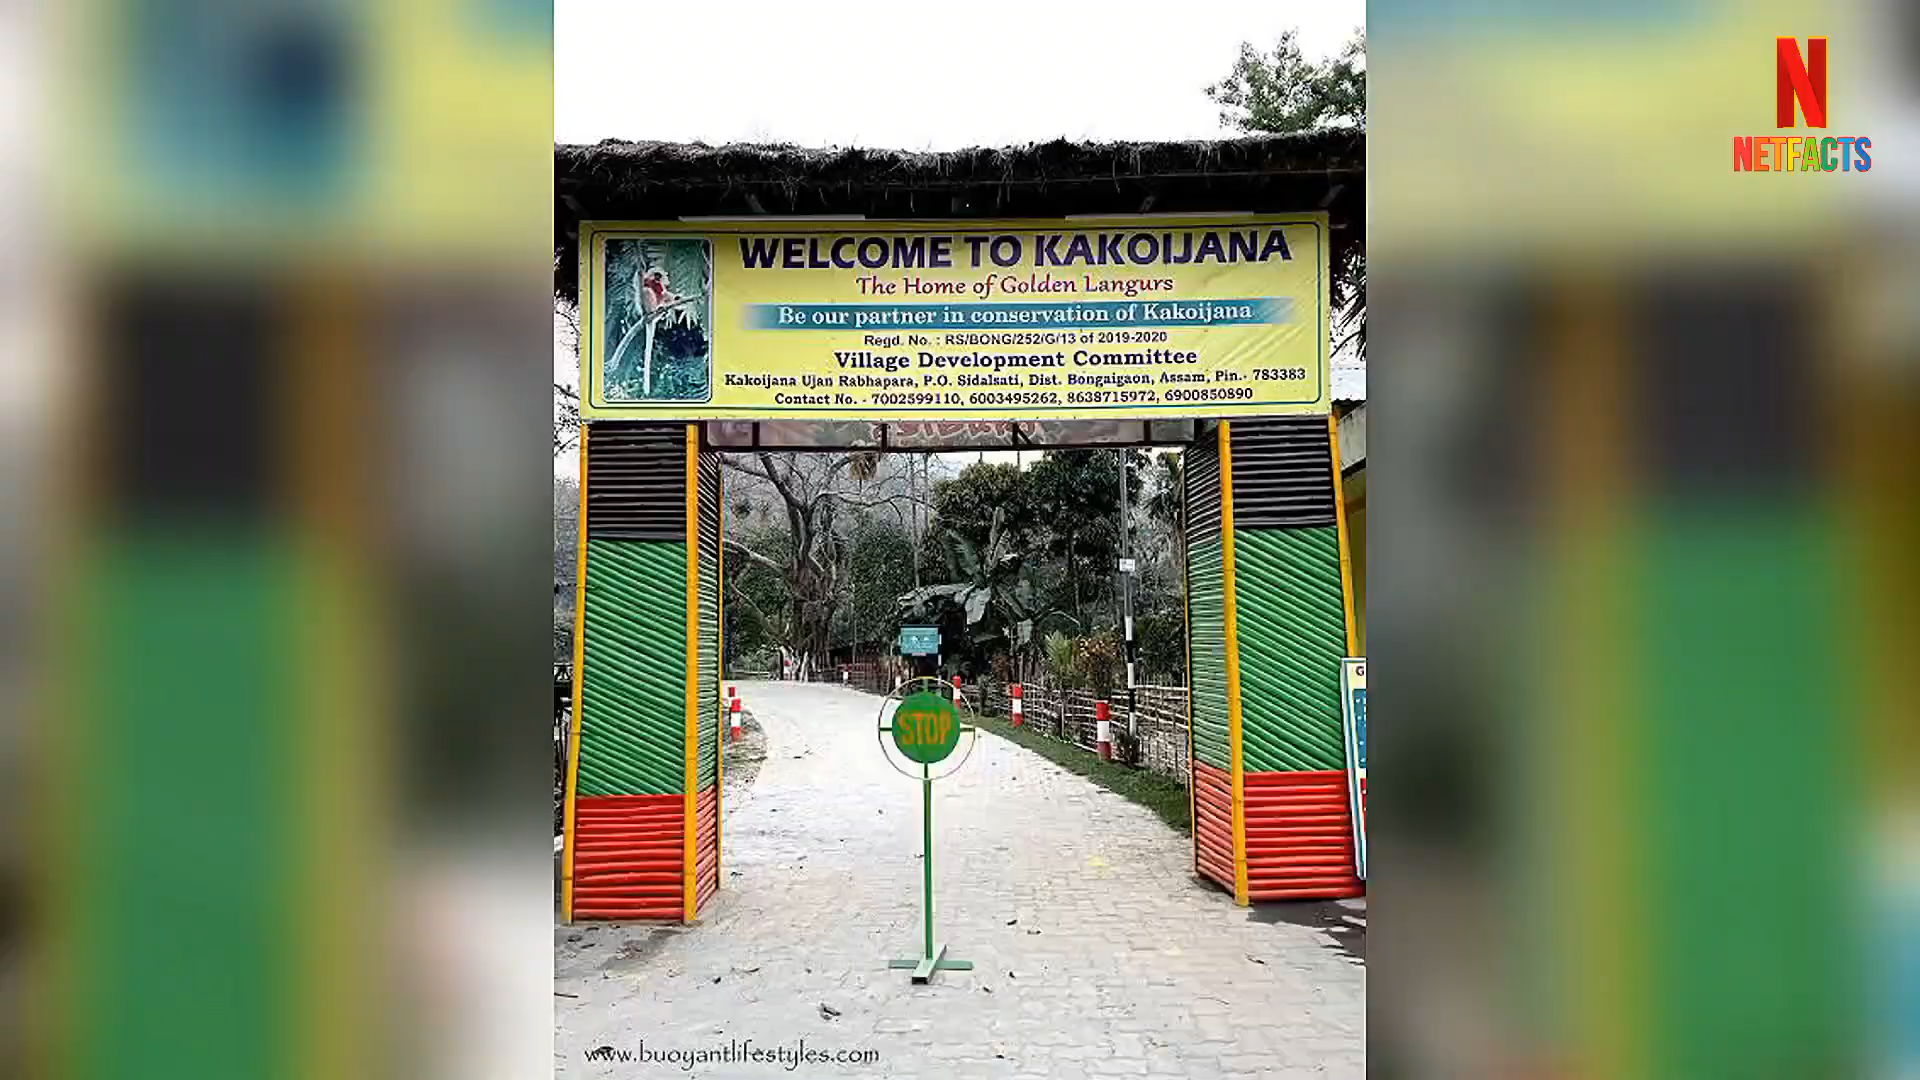 N
NETFACTS
WELCOME TO KAKOIJANA
The Home of Golden Langurs
Be our partner in conservation of Kakoijana
Regd. No. : RS/BONG/252/G/13 of 2019-2020
Village Development Committee
Kakoijana Ujan Rabhapara, P.O. Sidalsati, Dist. Bongaigaon, Assam, Pin.- 783383
Contact No. - 7002599110, 6003495262, 8638715972, 6900850890
STOP
www.buoyantlifestyles.com